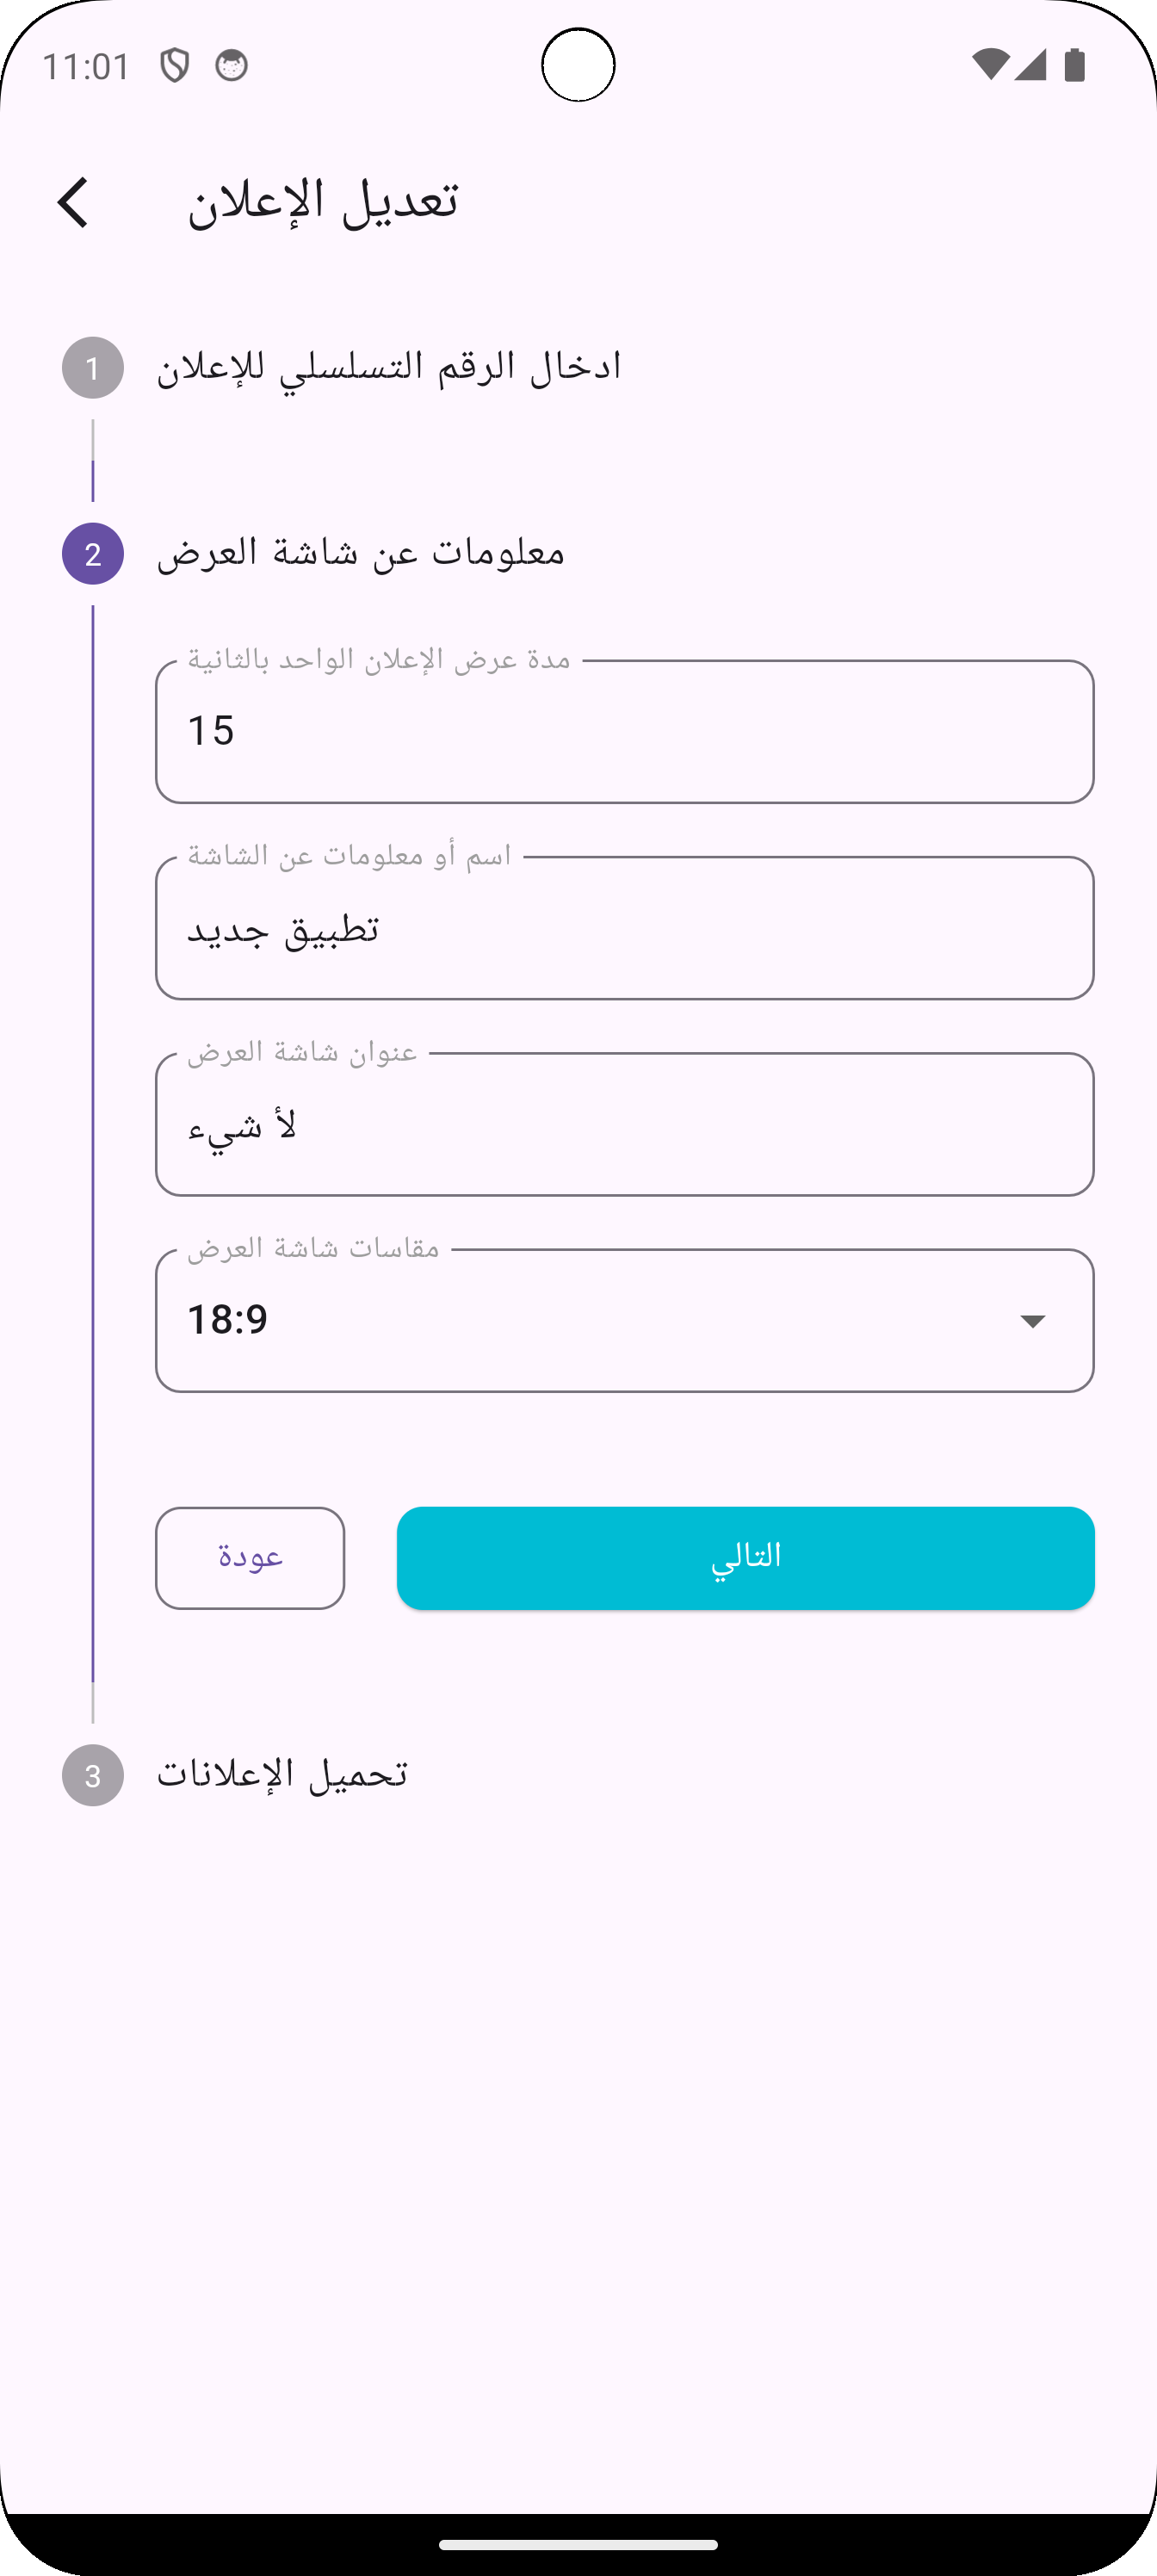 11:01
تعديل الإعلان
1 ادخال الرقم التسلسلي للإعلان
2 معلومات عن شاشة العرض
مدة عرض الإعلان الواحد بالثانية
15
اسم أو معلومات عن الشاشة
تطبيق جديد
عنوان شاشة العرض
لأ شيء
مقاسات شاشة العرض
18:9
عودة
التالي
3 تحميل الإعلانات